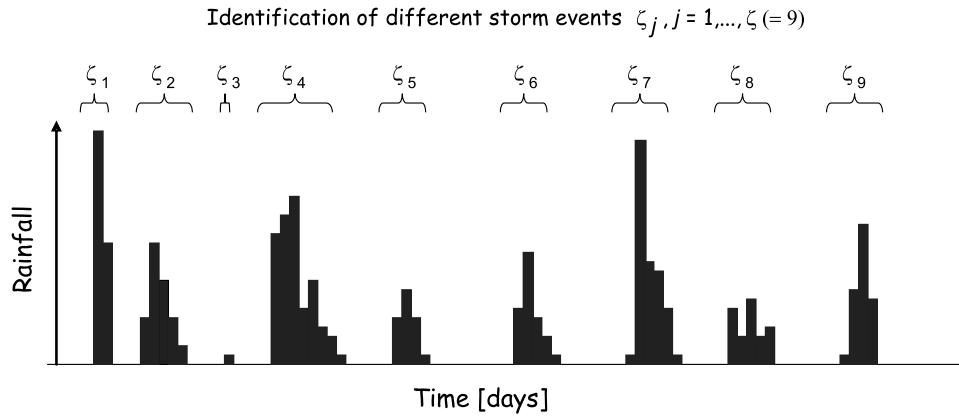 Identification of different storm events ζj , j = 1,..., ζ (= 9)
ζ1 ζ2 ζ3 ζ4 ζ5 ζ6 ζ7 ζ8 ζ9
Rainfall
Time [days]